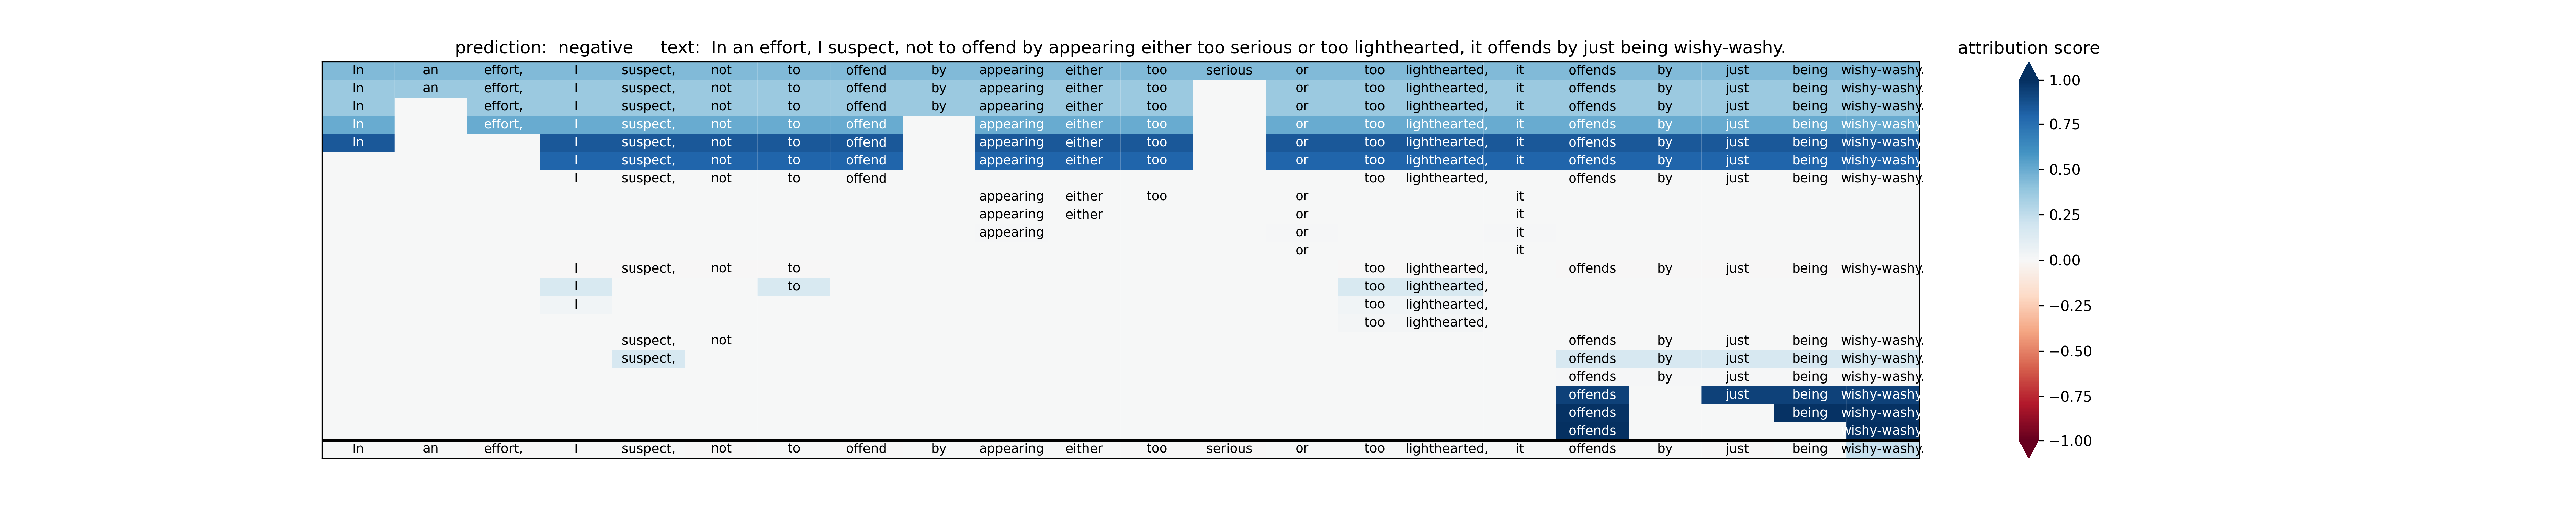 prediction:  negative     text:  In an effort, I suspect, not to offend by appearing either too serious or too lighthearted, it offends by just being wishy-washy.
attribution score
In an effort, I suspect, not to offend by appearing either too serious or too lighthearted, it offends by just being wishy-washy.
In an effort, I suspect, not to offend by appearing either too or too lighthearted, it offends by just being wishy-washy.
In effort, I suspect, not to offend by appearing either too or too lighthearted, it offends by just being wishy-washy.
In effort, I suspect, not to offend appearing either too or too lighthearted, it offends by just being wishy-washy
In I suspect, not to offend appearing either too or too lighthearted, it offends by just being wishy-washy
I suspect, not to offend appearing either too or too lighthearted, it offends by just being wishy-washy
I suspect, not to offend too lighthearted, offends by just being wishy-washy.
appearing either too or it
appearing either or it
appearing or it
or it
I suspect, not to too lighthearted, offends by just being wishy-washy.
I to too lighthearted,
I too lighthearted,
too lighthearted,
suspect, not offends by just being wishy-washy.
suspect, offends by just being wishy-washy.
offends by just being wishy-washy.
offends just being wishy-washy
offends being wishy-washy
offends wishy-washy
In an effort, I suspect, not to offend by appearing either too serious or too lighthearted, it offends by just being wishy-washy.
1.00
0.75
0.50
0.25
0.00
−0.25
−0.50
−0.75
−1.00